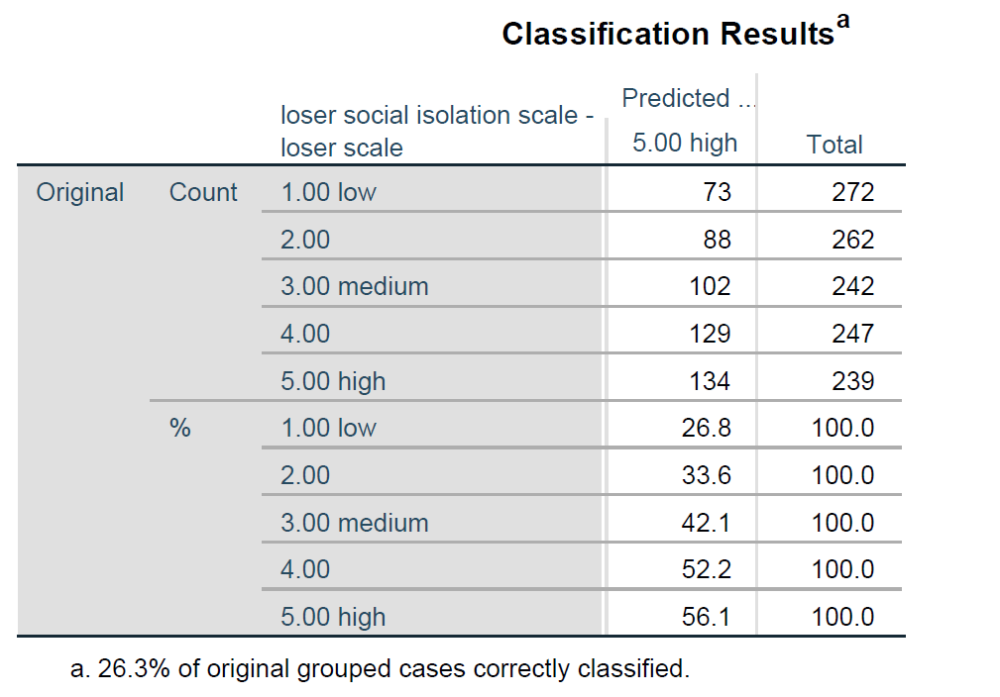 Classification Resultsa
loser social isolation scale - loser scale Predicted ... 5.00 high Total
Original Count 1.00 low 73 272
2.00 88 262
3.00 medium 102 242
4.00 129 247
5.00 high 134 239
% 1.00 low 26.8 100.0
2.00 33.6 100.0
3.00 medium 42.1 100.0
4.00 52.2 100.0
5.00 high 56.1 100.0
a. 26.3% of original grouped cases correctly classified.